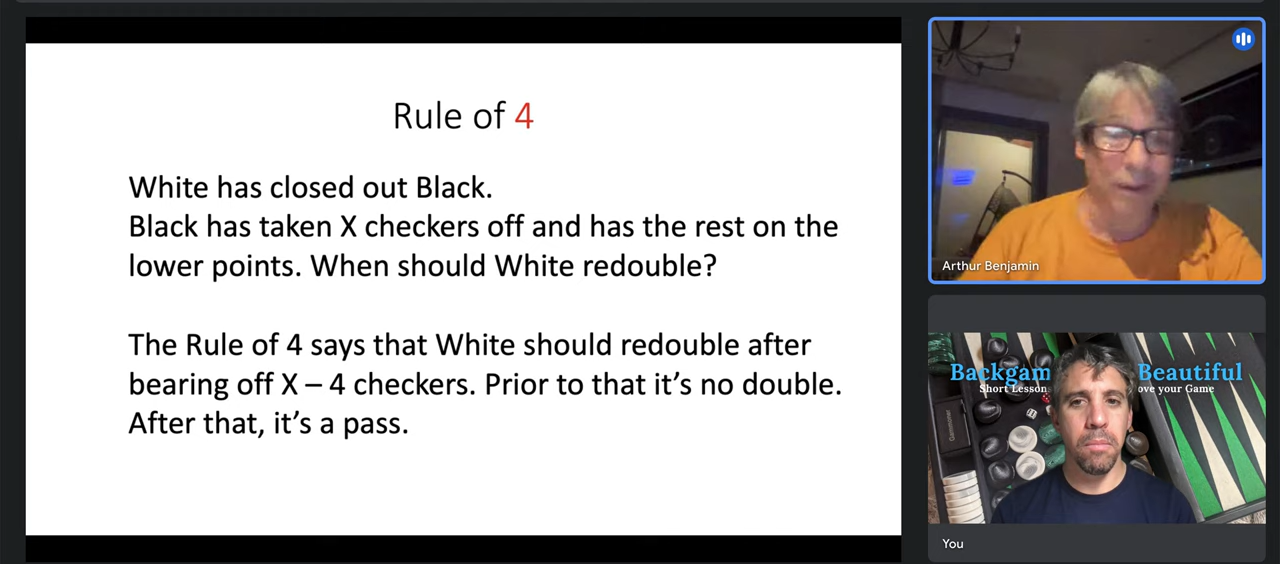 Rule of 4
White has closed out Black.
Black has taken X checkers off and has the rest on the
lower points. When should White redouble?
The Rule of 4 says that White should redouble after
bearing off X – 4 checkers. Prior to that it's no double.
After that, it's a pass.
Arthur Benjamin
Backgam Beautiful
Short Lesson ove your Game
You